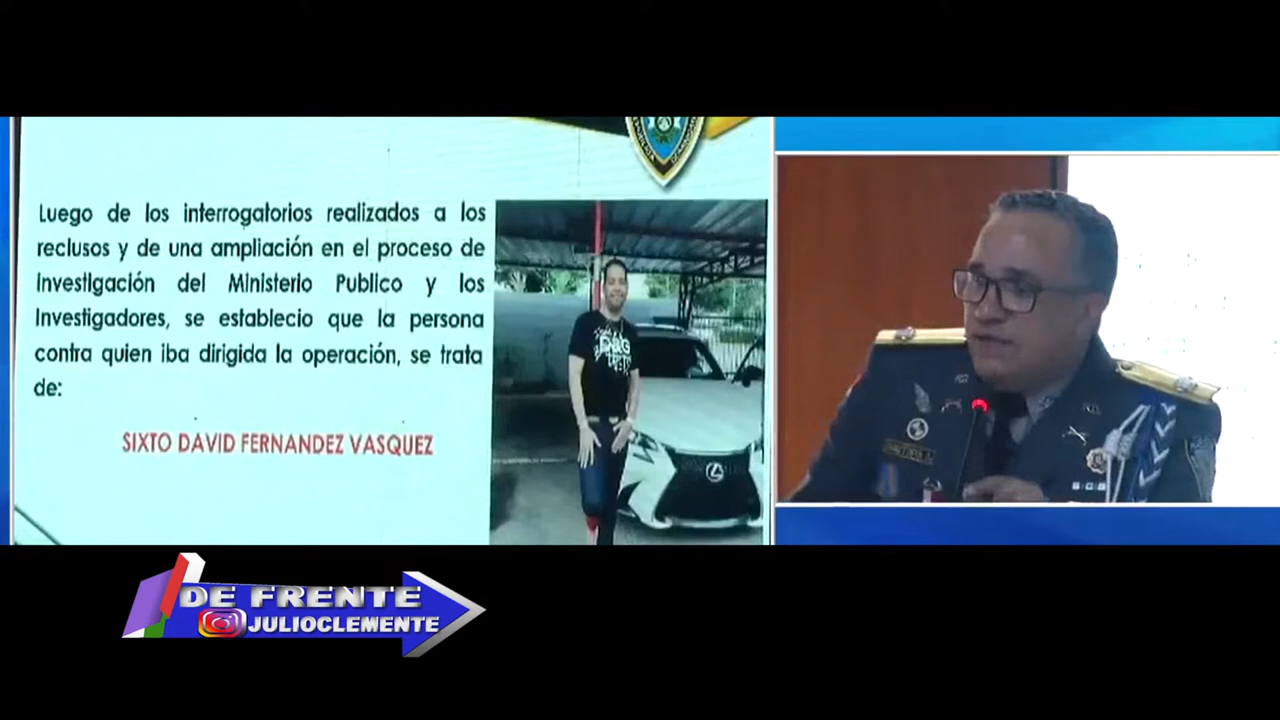 Luego de los interrogatorios realizados a los
reclusos y de una ampliación en el proceso de
Investigación del Ministerio Publico y los
Investigadores, se establecio que la persona
contra quien iba dirigida la operación, se trata
de:
SIXTO DAVID FERNANDEZ VASQUEZ
D&G
DE FRENTE
JULIOCLEMENTE